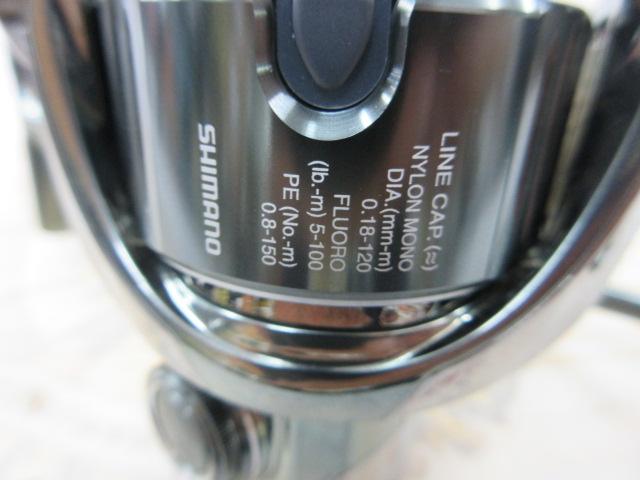 LINE CAP.(≈)
NYLON MONO
DIA.(mm-m)
0.18-120
FLUORO
(lb.-m) 5-100
PE (No.-m)
0.8-150
SHIMANO